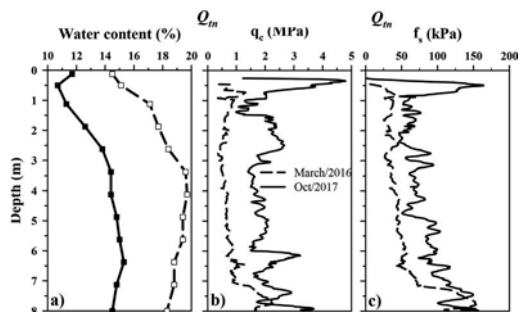 Q_tn Q_tn
Water content (%) q_c (MPa) f_s (kPa)
10 12 14 16 18 20 0 1 2 3 4 5 0 50 100 150 200
0
1
2
3
4
5
6
7
8
Depth (m)
March/2016
Oct/2017
a) b) c)